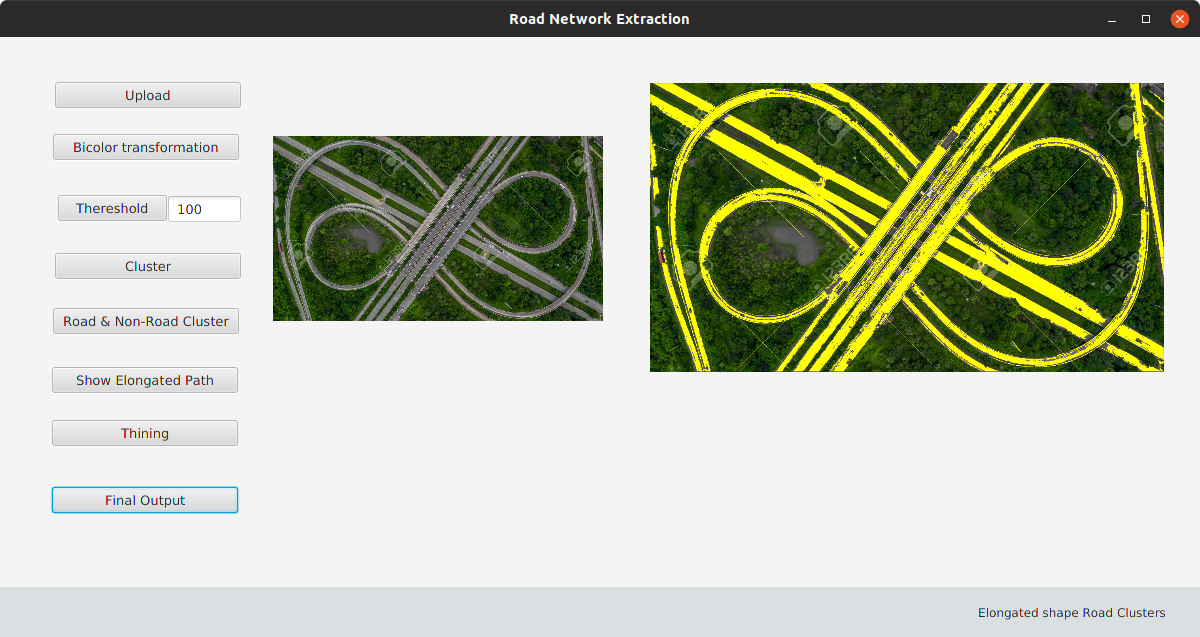 Road Network Extraction
Upload
Bicolor transformation
Thereshold
100
Cluster
Road & Non-Road Cluster
Show Elongated Path
Thining
Final Output
Elongated shape Road Clusters